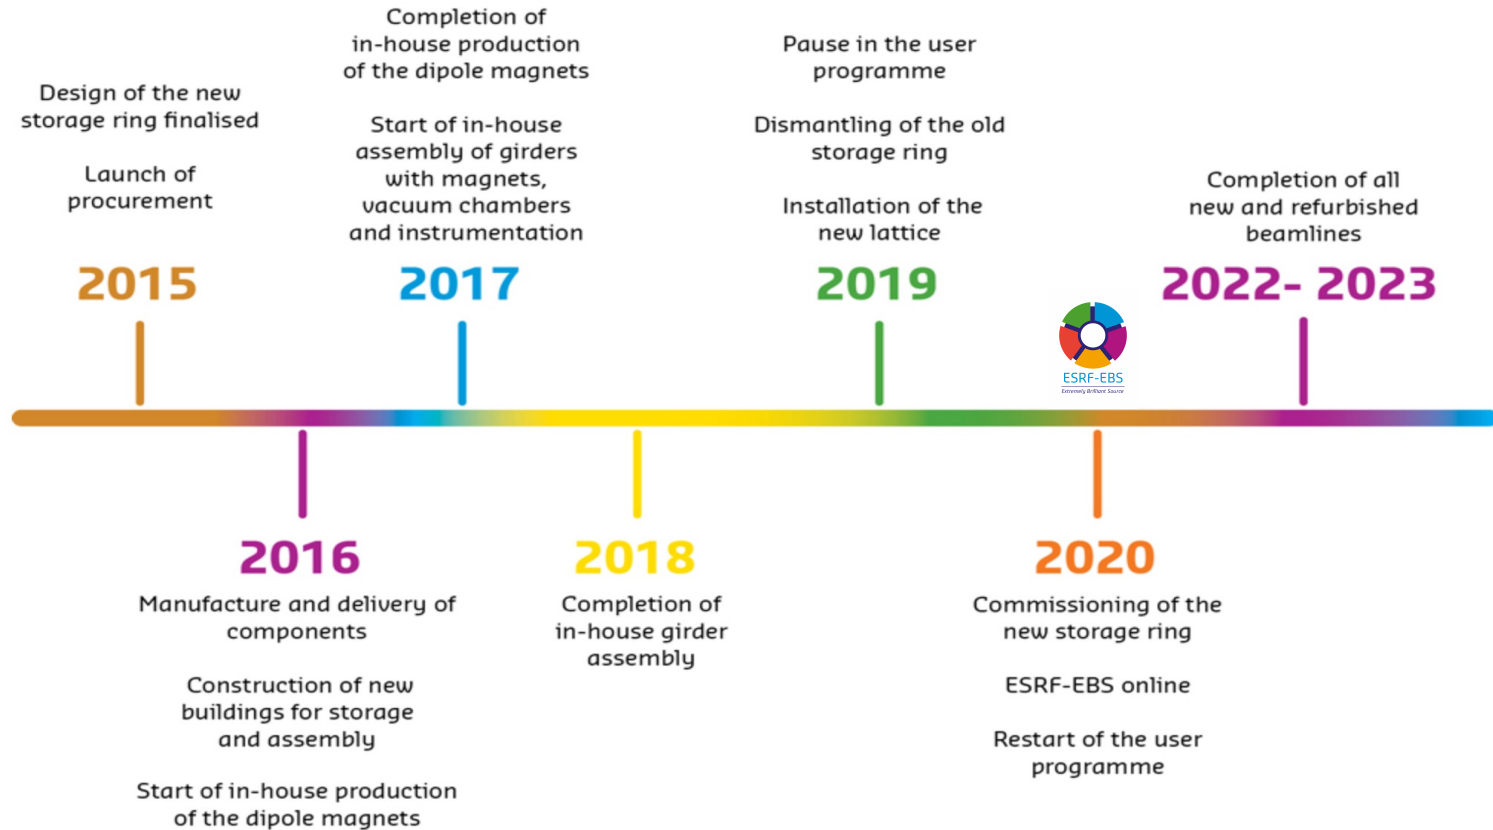 Design of the new
storage ring finalised
Launch of
procurement
2015
Completion of
in-house production
of the dipole magnets
Start of in-house
assembly of girders
with magnets,
vacuum chambers
and instrumentation
2017
Pause in the user
programme
Dismantling of the old
storage ring
Installation of the
new lattice
2019
Completion of all
new and refurbished
beamlines
2022- 2023
ESRF-EBS
Extremely Brilliant Source
2016
Manufacture and delivery of
components
Construction of new
buildings for storage
and assembly
Start of in-house production
of the dipole magnets
2018
Completion of
in-house girder
assembly
2020
Commissioning of the
new storage ring
ESRF-EBS online
Restart of the user
programme